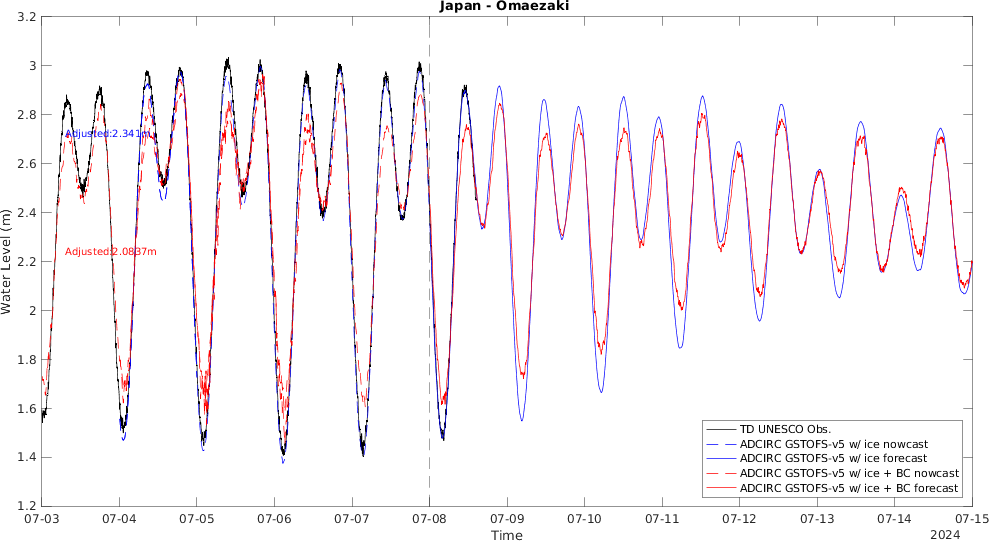 Japan - Omaezaki
3.2
3
2.8
2.6
2.4
2.2
2
1.8
1.6
1.4
1.2
Water Level (m)
Adjusted:2.341m
Adjusted:2.0837m
TD UNESCO Obs.
ADCIRC GSTOFS-v5 w/ ice nowcast
ADCIRC GSTOFS-v5 w/ ice forecast
ADCIRC GSTOFS-v5 w/ ice + BC nowcast
ADCIRC GSTOFS-v5 w/ ice + BC forecast
07-03 07-04 07-05 07-06 07-07 07-08 07-09 07-10 07-11 07-12 07-13 07-14 07-15
Time
2024